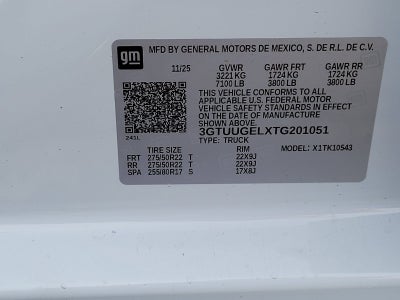 gm
MFD BY GENERAL MOTORS DE MEXICO, S. DE R.L. DE C.V.
11/25 GVWR GAWR FRT GAWR RR
3221 KG 1724 KG 1724 KG
7100 LB 3800 LB 3800 LB
THIS VEHICLE CONFORMS TO ALL
APPLICABLE U.S. FEDERAL MOTOR
VEHICLE SAFETY STANDARDS IN
EFFECT ON THE DATE OF
MANUFACTURE SHOWN ABOVE.
3GTUUGELXTG201051
TYPE: TRUCK MODEL: X1TK10543
241L
TIRE SIZE RIM
FRT 275/50R22 T 22X9J
RR 275/50R22 T 22X9J
SPA 255/80R17 S 17X8J